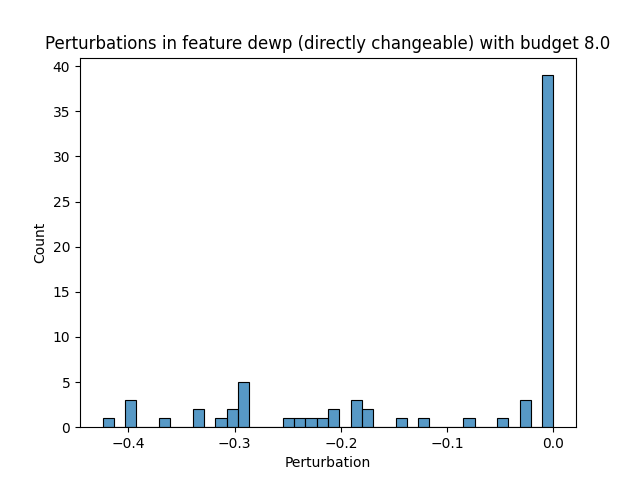 Perturbations in feature dewp (directly changeable) with budget 8.0
40
35
30
25
20
15
10
5
0
Count
−0.4 −0.3 −0.2 −0.1 0.0
Perturbation